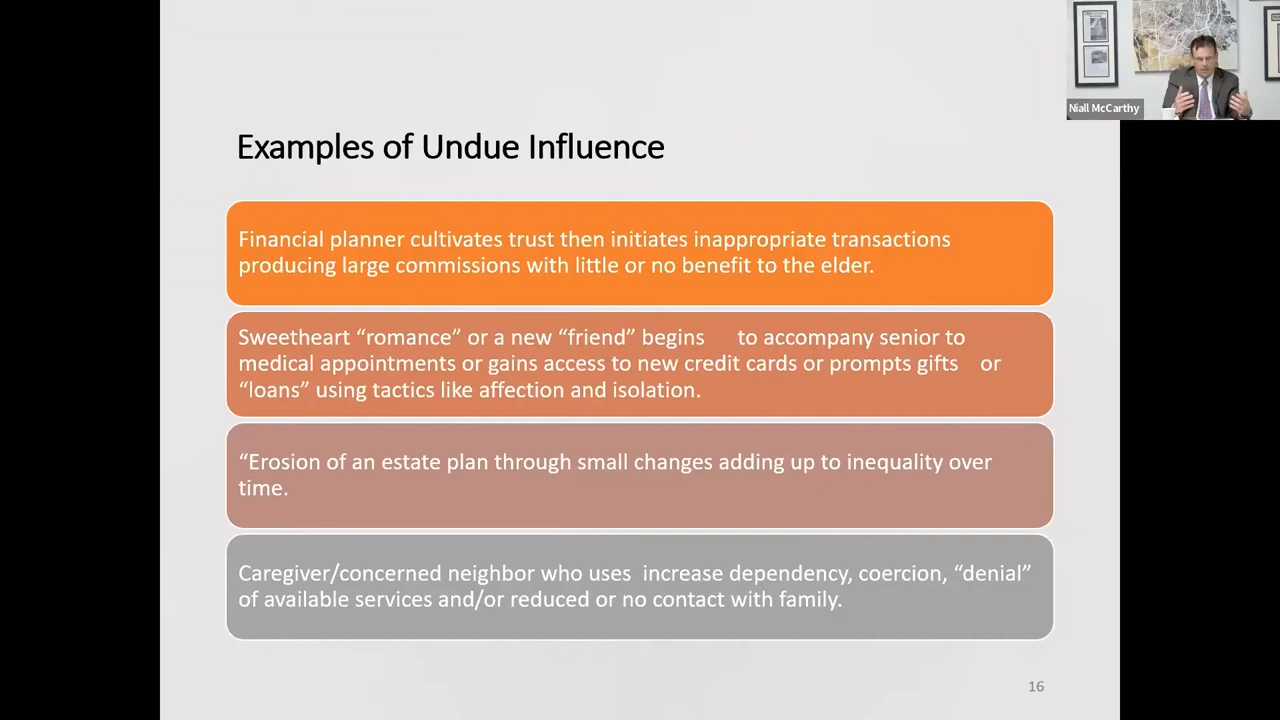 Niall McCarthy
Examples of Undue Influence
Financial planner cultivates trust then initiates inappropriate transactions
producing large commissions with little or no benefit to the elder.
Sweetheart “romance” or a new “friend” begins to accompany senior to
medical appointments or gains access to new credit cards or prompts gifts or
“loans” using tactics like affection and isolation.
“Erosion of an estate plan through small changes adding up to inequality over
time.
Caregiver/concerned neighbor who uses increase dependency, coercion, “denial”
of available services and/or reduced or no contact with family.
16